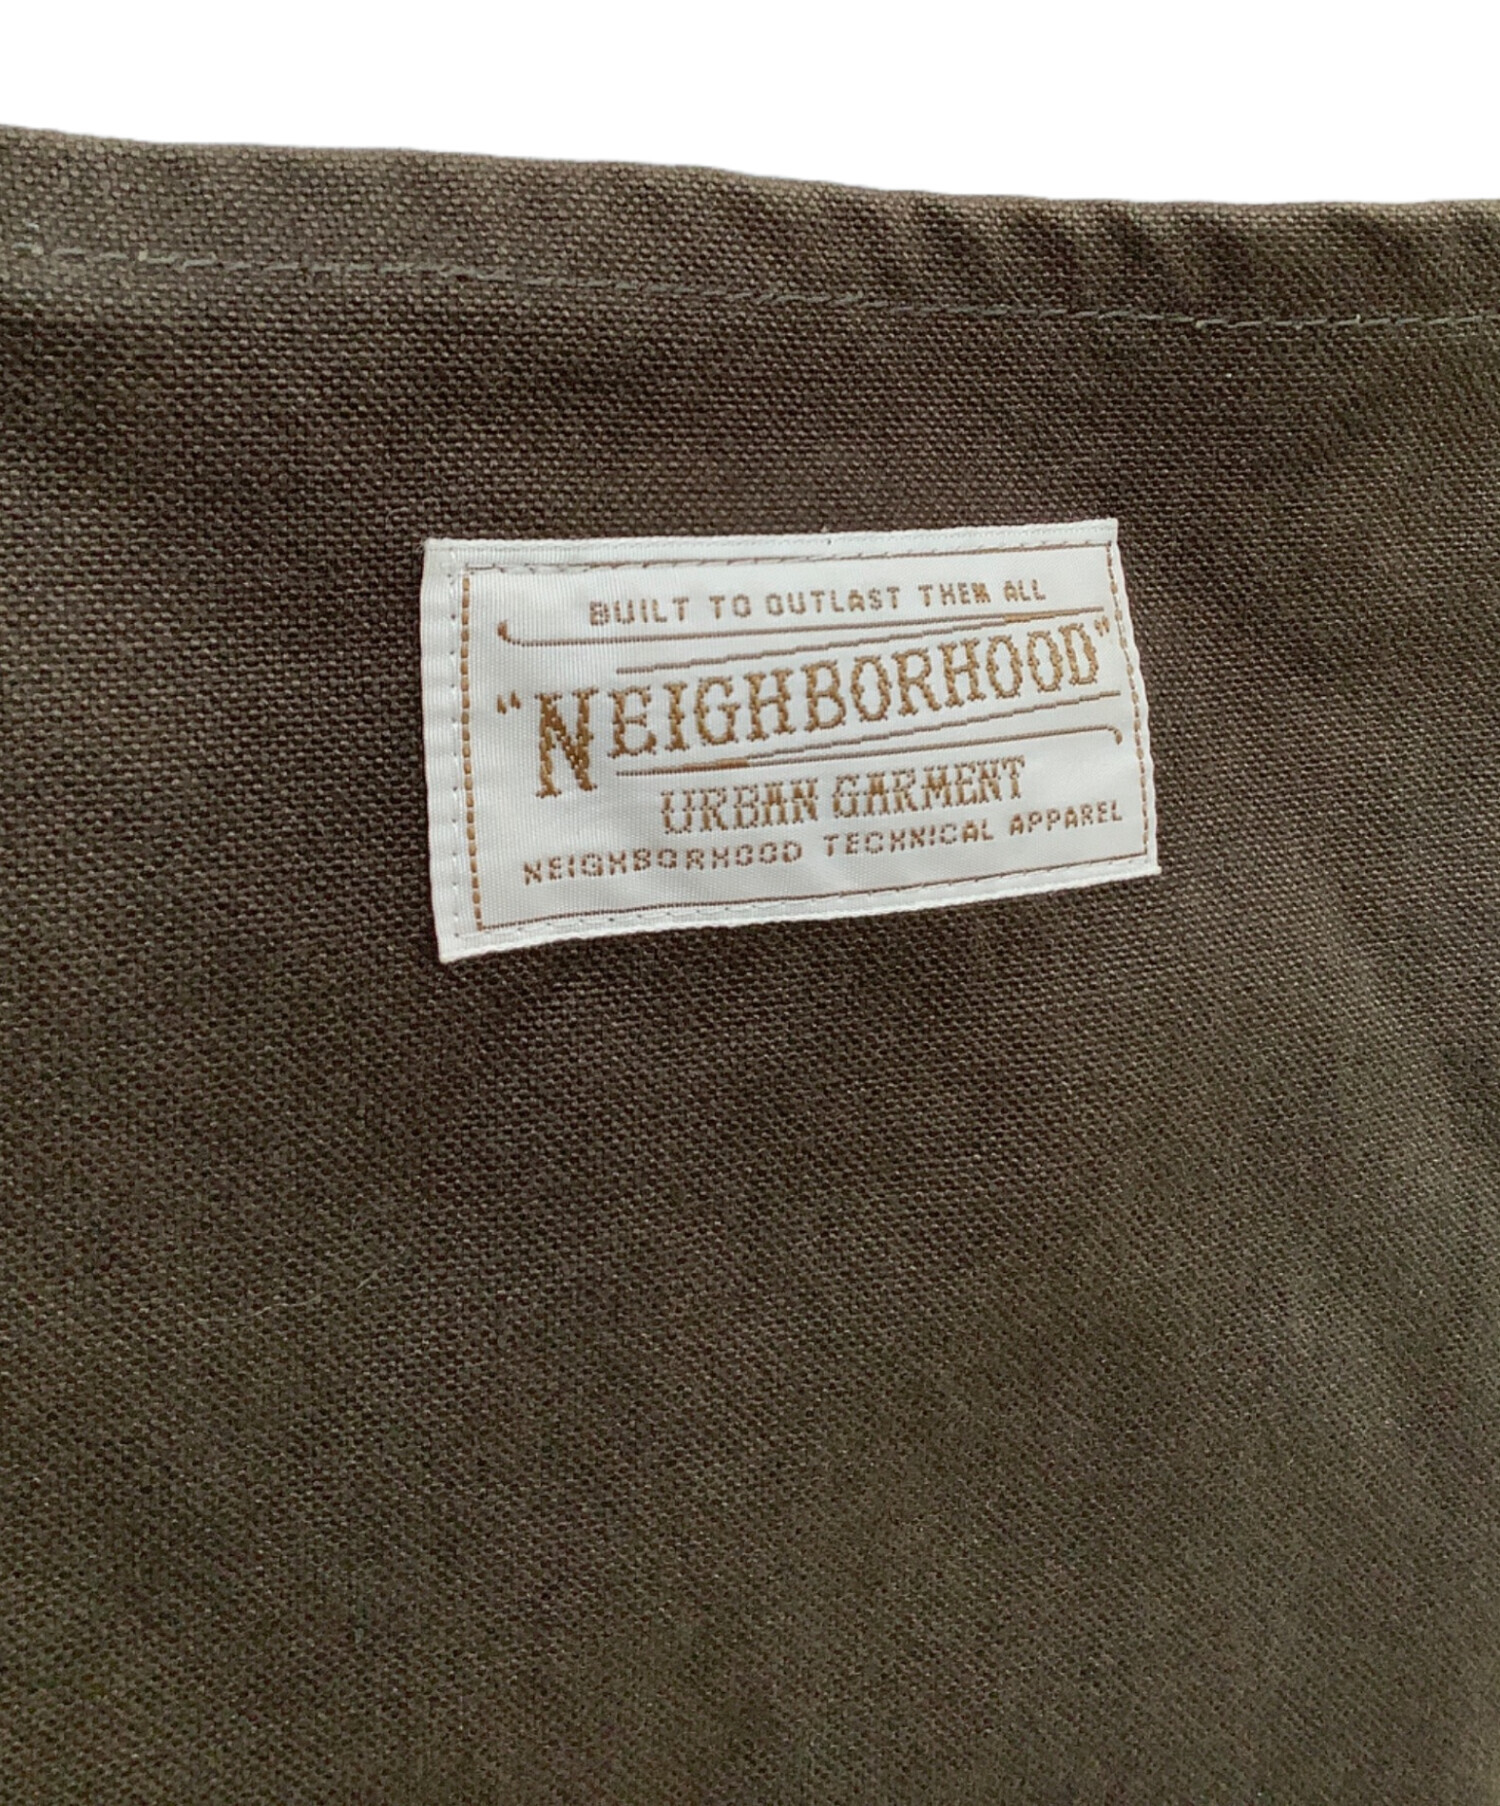 BUILT TO OUTLAST THEM ALL
"NEIGHBORHOOD"
URBAN GARMENT
NEIGHBORHOOD TECHNICAL APPAREL